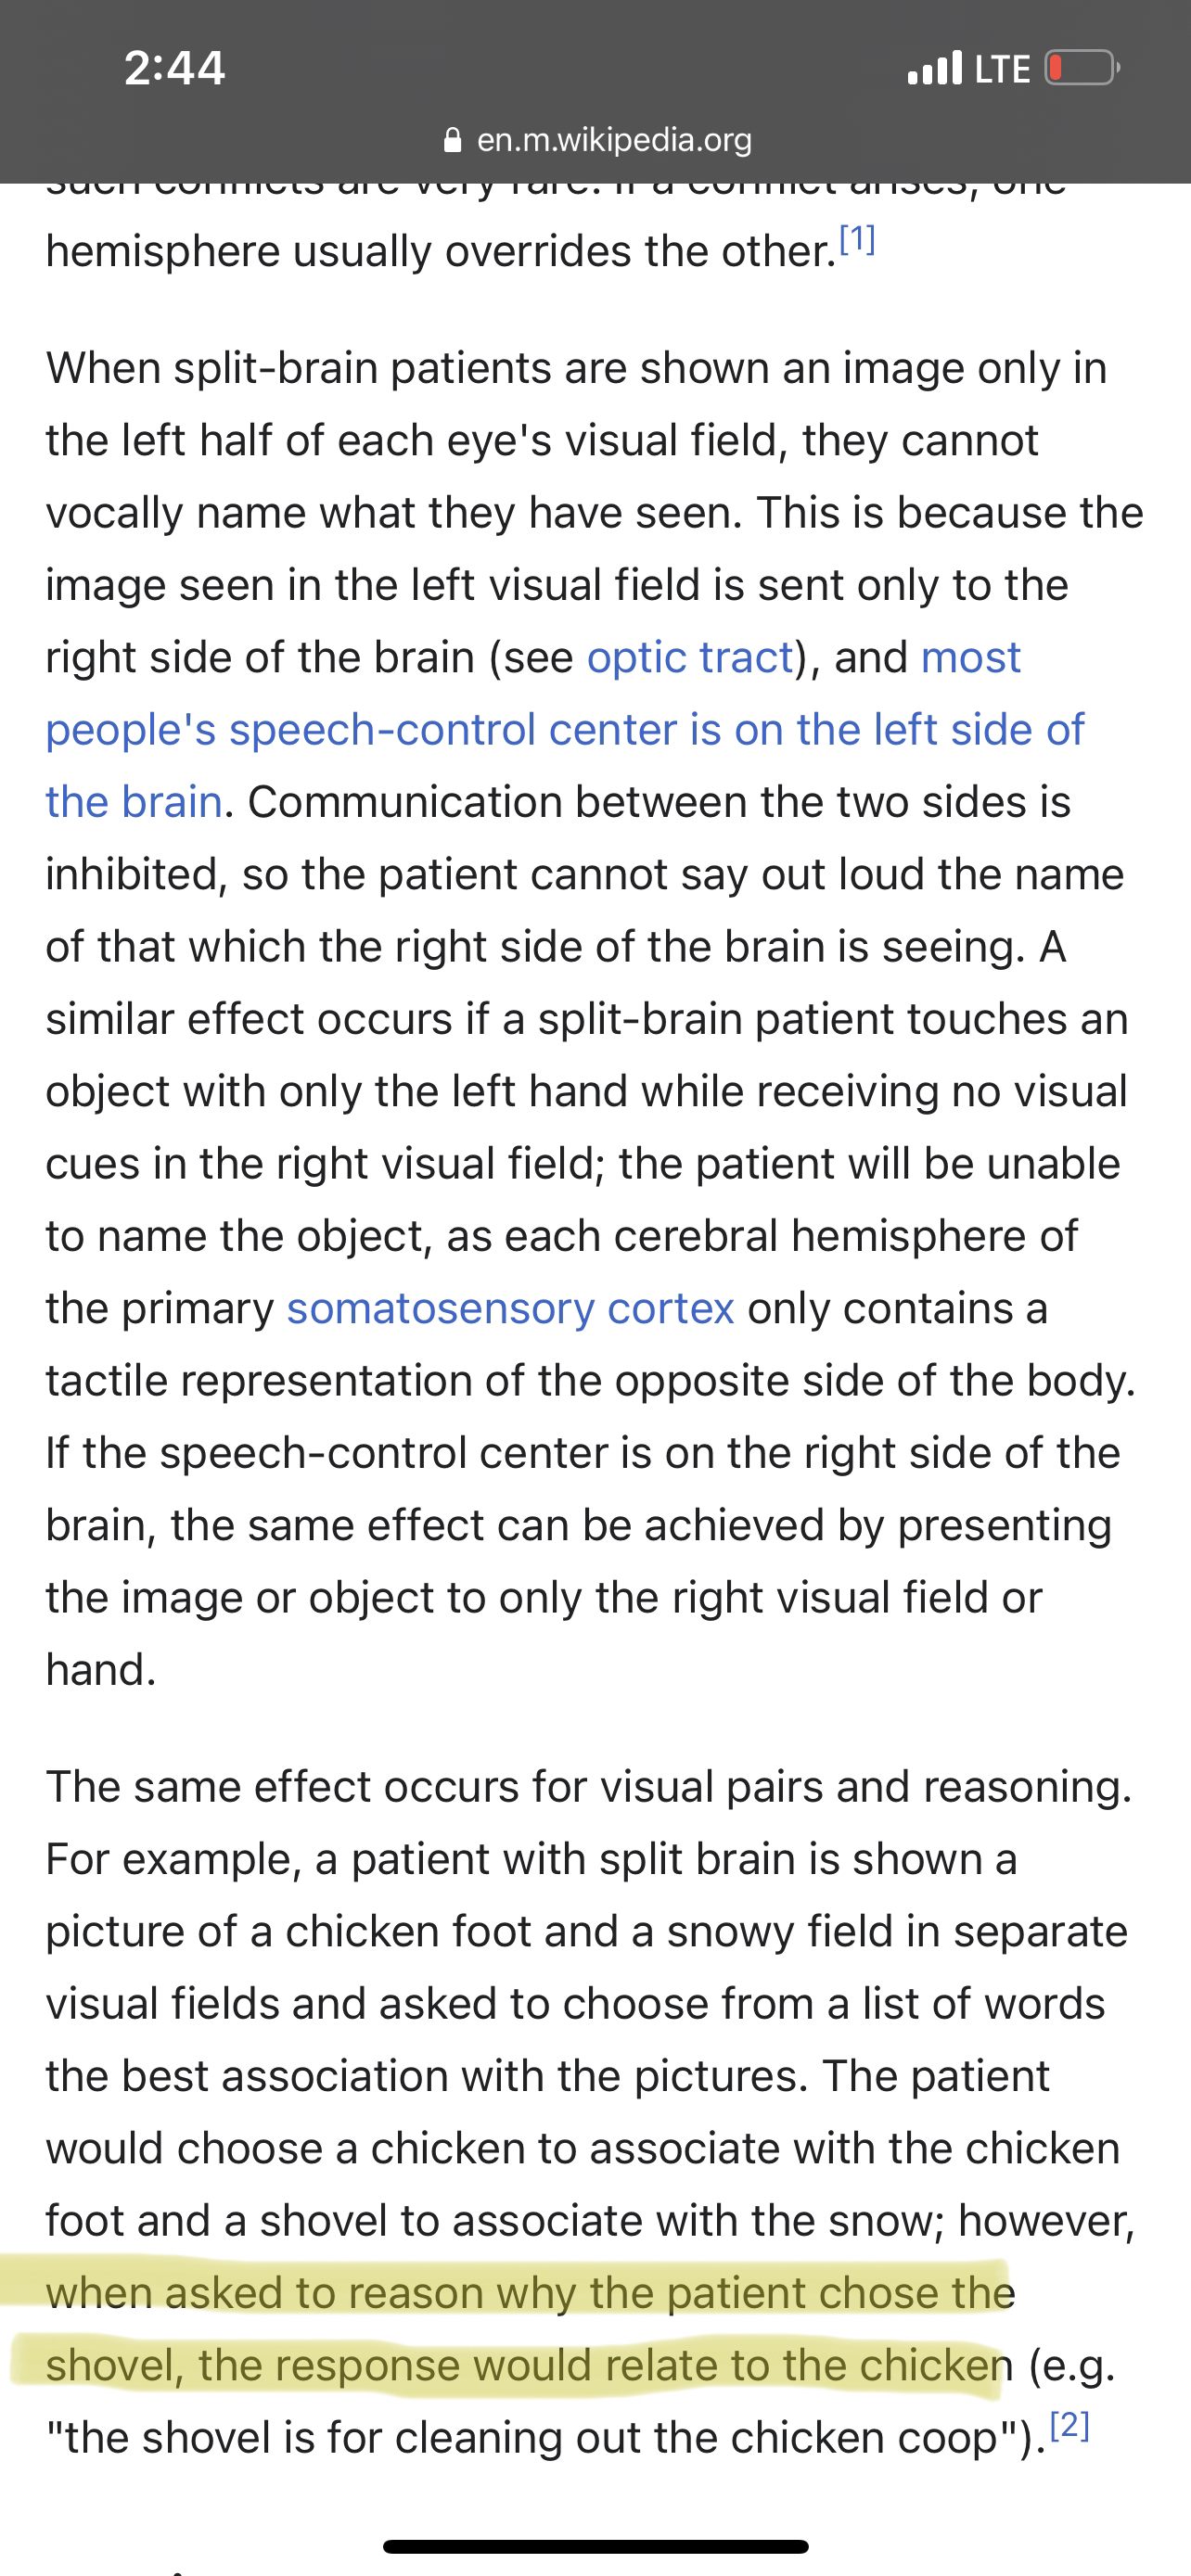 2:44
LTE
en.m.wikipedia.org
such conflicts are very rare. If a conflict arises, one
hemisphere usually overrides the other.[1]
When split-brain patients are shown an image only in
the left half of each eye's visual field, they cannot
vocally name what they have seen. This is because the
image seen in the left visual field is sent only to the
right side of the brain (see optic tract), and most
people's speech-control center is on the left side of
the brain. Communication between the two sides is
inhibited, so the patient cannot say out loud the name
of that which the right side of the brain is seeing. A
similar effect occurs if a split-brain patient touches an
object with only the left hand while receiving no visual
cues in the right visual field; the patient will be unable
to name the object, as each cerebral hemisphere of
the primary somatosensory cortex only contains a
tactile representation of the opposite side of the body.
If the speech-control center is on the right side of the
brain, the same effect can be achieved by presenting
the image or object to only the right visual field or
hand.
The same effect occurs for visual pairs and reasoning.
For example, a patient with split brain is shown a
picture of a chicken foot and a snowy field in separate
visual fields and asked to choose from a list of words
the best association with the pictures. The patient
would choose a chicken to associate with the chicken
foot and a shovel to associate with the snow; however,
when asked to reason why the patient chose the
shovel, the response would relate to the chicken (e.g.
"the shovel is for cleaning out the chicken coop").[2]